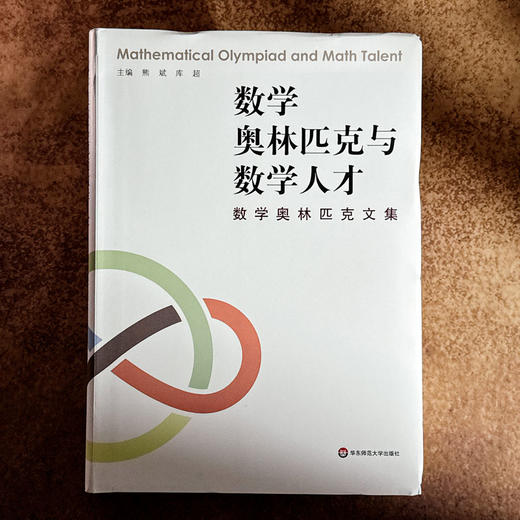 Mathematical Olympiad and Math Talent
主编 熊 斌 库 超
数学
奥林匹克与
数学人才
数学奥林匹克文集
华东师范大学出版社